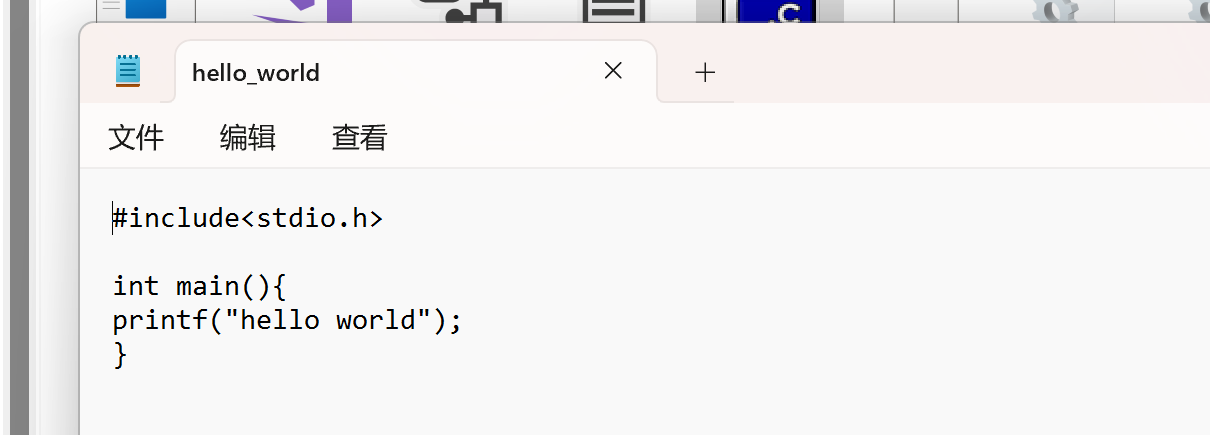 .C
hello_world
文件 编辑 查看
#include<stdio.h>
int main(){
printf("hello world");
}